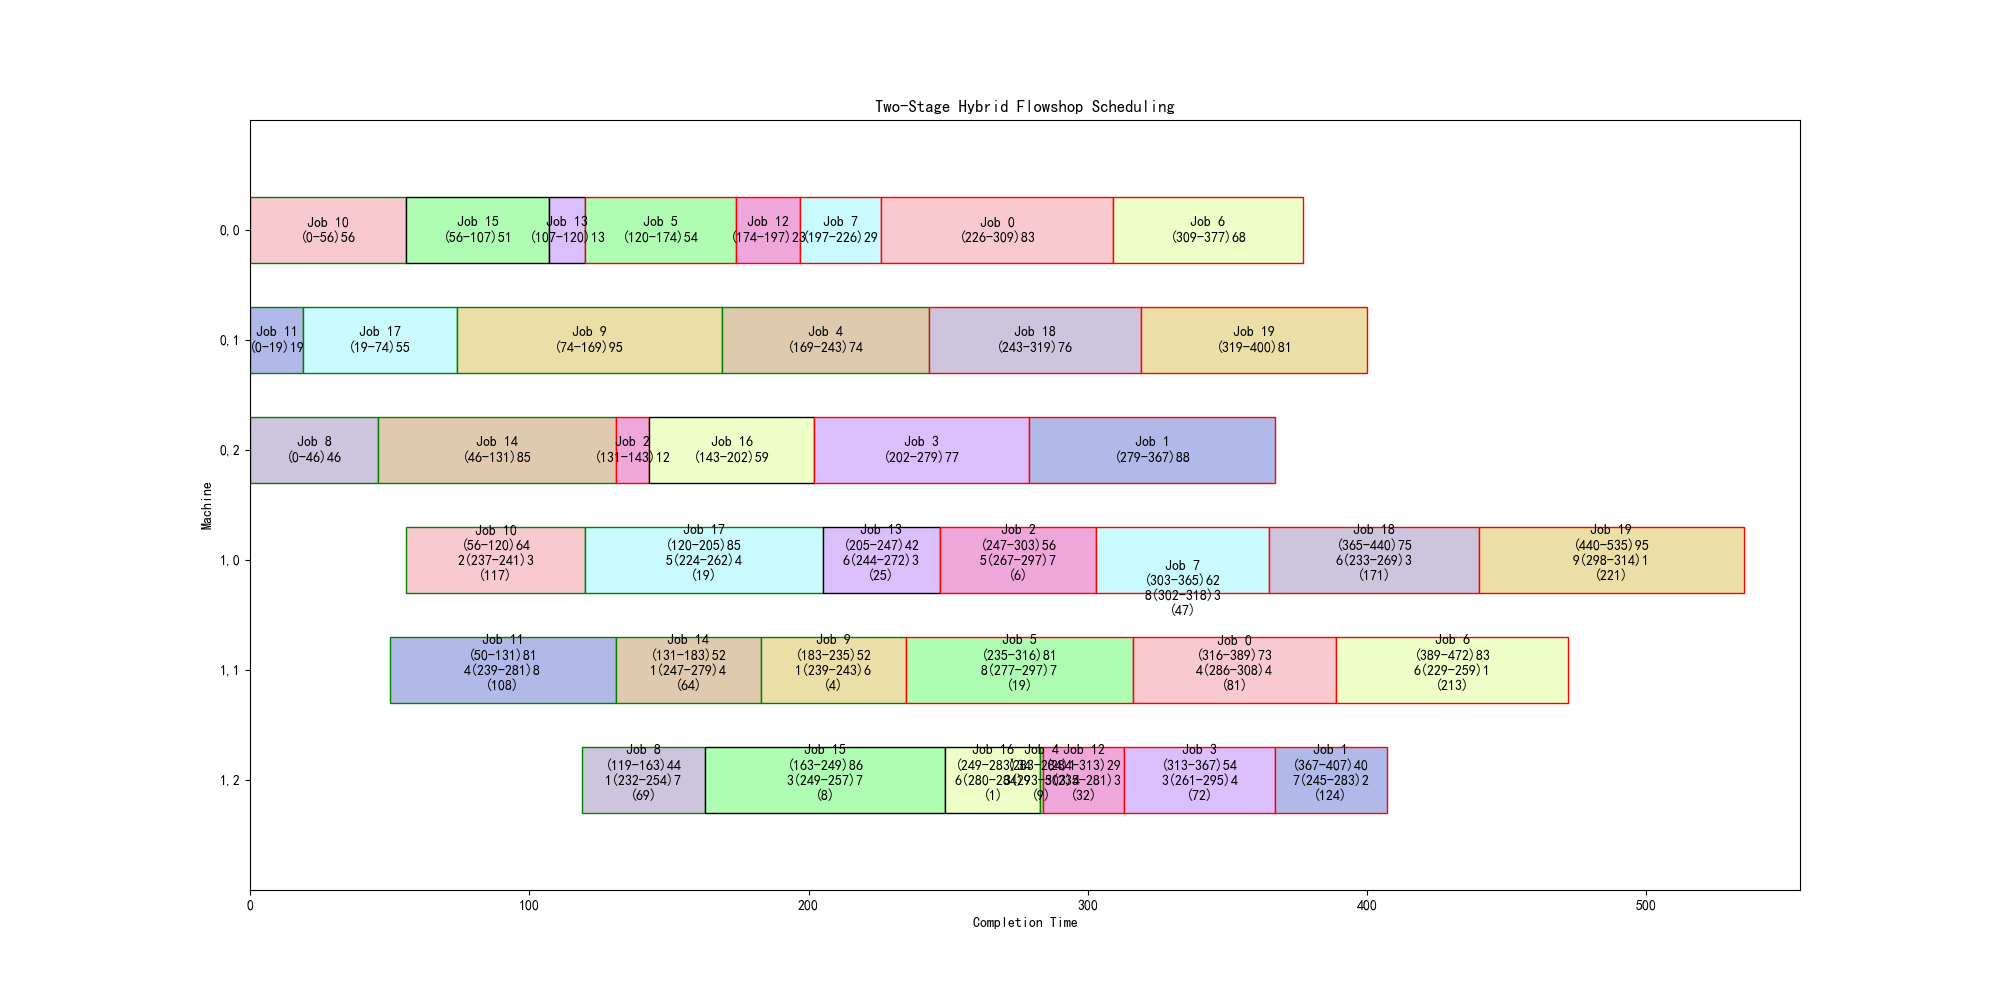 Two-Stage Hybrid Flowshop Scheduling
Machine
0,0
Job 10
(0-56)56
Job 15
(56-107)51
Job 13
(107-120)13
Job 5
(120-174)54
Job 12
(174-197)23
Job 7
(197-226)29
Job 0
(226-309)83
Job 6
(309-377)68
0,1
Job 11
(0-19)19
Job 17
(19-74)55
Job 9
(74-169)95
Job 4
(169-243)74
Job 18
(243-319)76
Job 19
(319-400)81
0,2
Job 8
(0-46)46
Job 14
(46-131)85
Job 2
(131-143)12
Job 16
(143-202)59
Job 3
(202-279)77
Job 1
(279-367)88
1,0
Job 10
(56-120)64
2(237-241)3
(117)
Job 17
(120-205)85
5(224-262)4
(19)
Job 13
(205-247)42
6(244-272)3
(25)
Job 2
(247-303)56
5(267-297)7
(6)
Job 7
(303-365)62
8(302-318)3
(47)
Job 18
(365-440)75
6(233-269)3
(171)
Job 19
(440-535)95
9(298-314)1
(221)
1,1
Job 11
(50-131)81
4(239-281)8
(108)
Job 14
(131-183)52
1(247-279)4
(64)
Job 9
(183-235)52
1(239-243)6
(4)
Job 5
(235-316)81
8(277-297)7
(19)
Job 0
(316-389)73
4(286-308)4
(81)
Job 6
(389-472)83
6(229-259)1
(213)
1,2
Job 8
(119-163)44
1(232-254)7
(69)
Job 15
(163-249)86
3(249-257)7
(8)
Job 16
(249-283)34
(1)
Job 4
(283-284)1
(9)
Job 12
(284-313)29
(32)
Job 3
(313-367)54
3(261-295)4
(72)
Job 1
(367-407)40
7(245-283)2
(124)
0
100
200
300
400
500
Completion Time